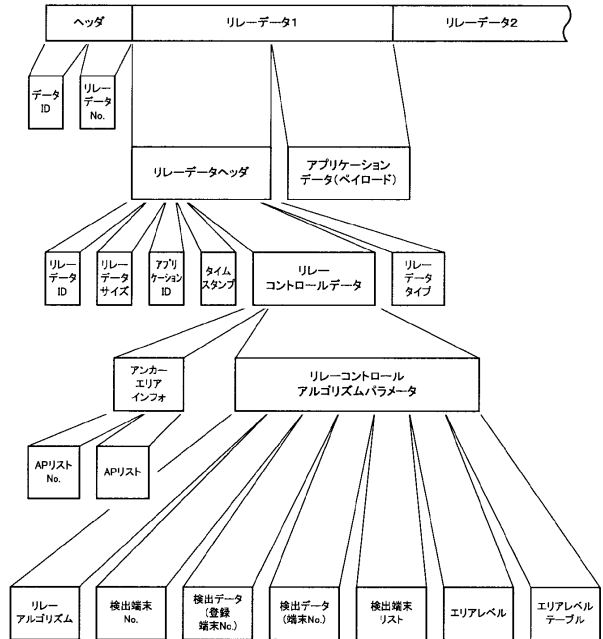 ヘッダ
リレーデータ1
リレーデータ2
データ
ID
リレー
データ
No.
リレーデータヘッダ
アプリケーション
データ(ペイロード)
リレー
データ
ID
リレー
データ
サイズ
アプリ
ケーション
ID
タイム
スタンプ
リレー
コントロールデータ
リレー
データ
タイプ
アンカー
エリア
インフォ
リレーコントロール
アルゴリズムパラメータ
APリスト
No.
APリスト
リレー
アルゴリズム
検出端末
No.
検出データ
(登録
端末No.)
検出データ
(端末No.)
検出端末
リスト
エリアレベル
エリアレベル
テーブル